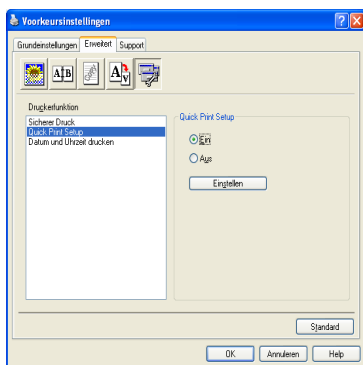 Voorkeursinstellingen
Grundeinstellungen Erweitert Support
A B
A v
Druckerfunktion
Sicherer Druck
Quick Print Setup
Datum und Uhrzeit drucken
Quick Print Setup
Ein
Aus
Einstellen
Standard
OK Annuleren Help